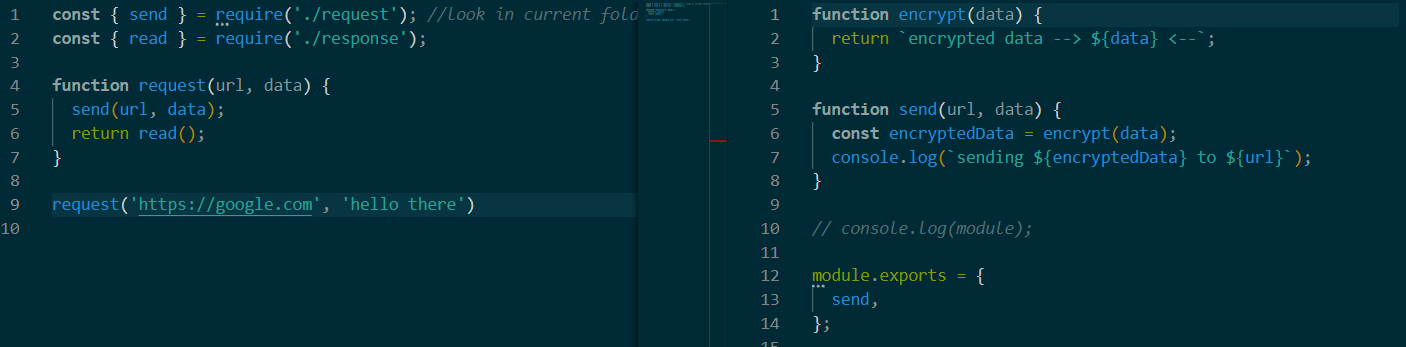 1 const { send } = require('./request'); //look in current fold
2 const { read } = require('./response');
3
4 function request(url, data) {
5 send(url, data);
6 return read();
7 }
8
9 request('https://google.com', 'hello there')
10
1 function encrypt(data) {
2 return `encrypted data --> ${data} <--`;
3 }
4
5 function send(url, data) {
6 const encryptedData = encrypt(data);
7 console.log(`sending ${encryptedData} to ${url}`);
8 }
9
10 // console.log(module);
11
12 module.exports = {
13 send,
14 };
15